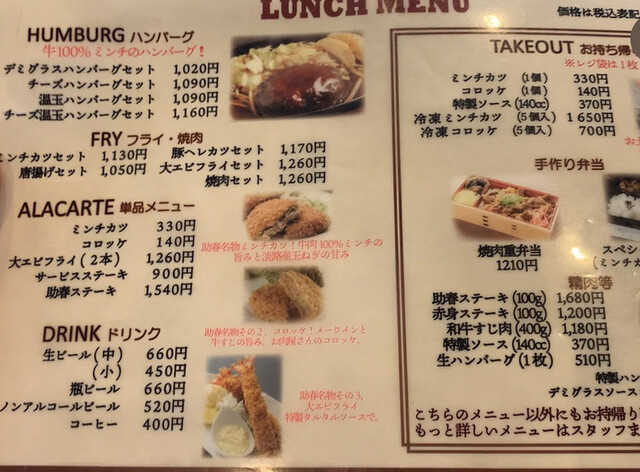 LUNCH MENU
価格は税込表記
HUMBURG ハンバーグ
牛100%ミンチのハンバーグ！
デミグラスハンバーグセット 1,020円
チーズハンバーグセット 1,090円
温玉ハンバーグセット 1,090円
チーズ温玉ハンバーグセット 1,160円
FRY フライ・焼肉
ミンチカツセット 1,130円
豚ヘレカツセット 1,170円
唐揚げセット 1,050円
大エビフライセット 1,260円
焼肉セット 1,260円
ALACARTE 単品メニュー
ミンチカツ 330円
コロッケ 140円
大エビフライ(2本) 1,260円
サービスステーキ 900円
助春ステーキ 1,540円
助春名物ミンチカツ！牛肉100%ミンチの
旨みと淡路産玉ねぎの甘み
助春名物その2、コロッケ！メークインと
牛すじの旨み。お肉屋さんのコロッケ。
DRINK ドリンク
生ビール(中) 660円
(小) 450円
瓶ビール 660円
ノンアルコールビール 520円
コーヒー 400円
助春名物その3、
大エビフライ
特製タルタルソースで。
TAKEOUT お持ち帰
※レジ袋は1枚
ミンチカツ (1個) 330円
コロッケ (1個) 140円
特製ソース(140cc) 370円
冷凍ミンチカツ (5個入) 1650円
冷凍コロッケ (5個入) 700円
手作り弁当
焼肉重弁当
1210円
スペシ
(ミンチカ
精肉等
助春ステーキ(100g) 1,680円
赤身ステーキ(100g) 1,200円
和牛すじ肉(400g) 1,180円
特製ソース(140cc) 370円
生ハンバーグ(1枚) 510円
特製ハン
デミグラスソース
こちらのメニュー以外にもお持帰り
もっと詳しいメニューはスタッフま